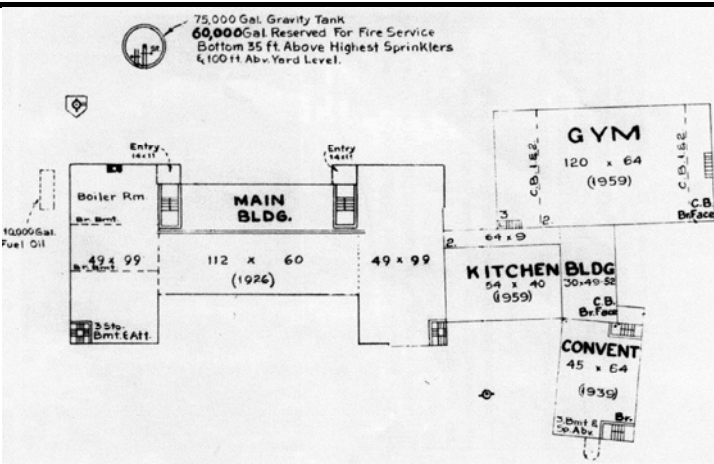 75,000 Gal. Gravity Tank
60,000 Gal. Reserved For Fire Service
Bottom 35 ft. Above Highest Sprinklers
& 100 ft. Abv. Yard Level.
Entry
14x11
Entry
14x11
Boiler Rm.
MAIN
BLDG.
10,000 Gal.
Fuel Oil
Br. Bmt.
49 x 99
Br. Bmt.
112 x 60
(1926)
49 x 99
3 Sto.
Bmt. & Att.
GYM
120 x 64
(1959)
C.B. 1 & 2
C.B. 1 & 2
C.B.
Br. Face
3
2
64 x 9
2
KITCHEN BLDG
54 x 40
(1959)
30x49-52
C.B.
Br. Face
CONVENT
45 x 64
(1939)
3. Bmt &
Sp. Abv.
Br.